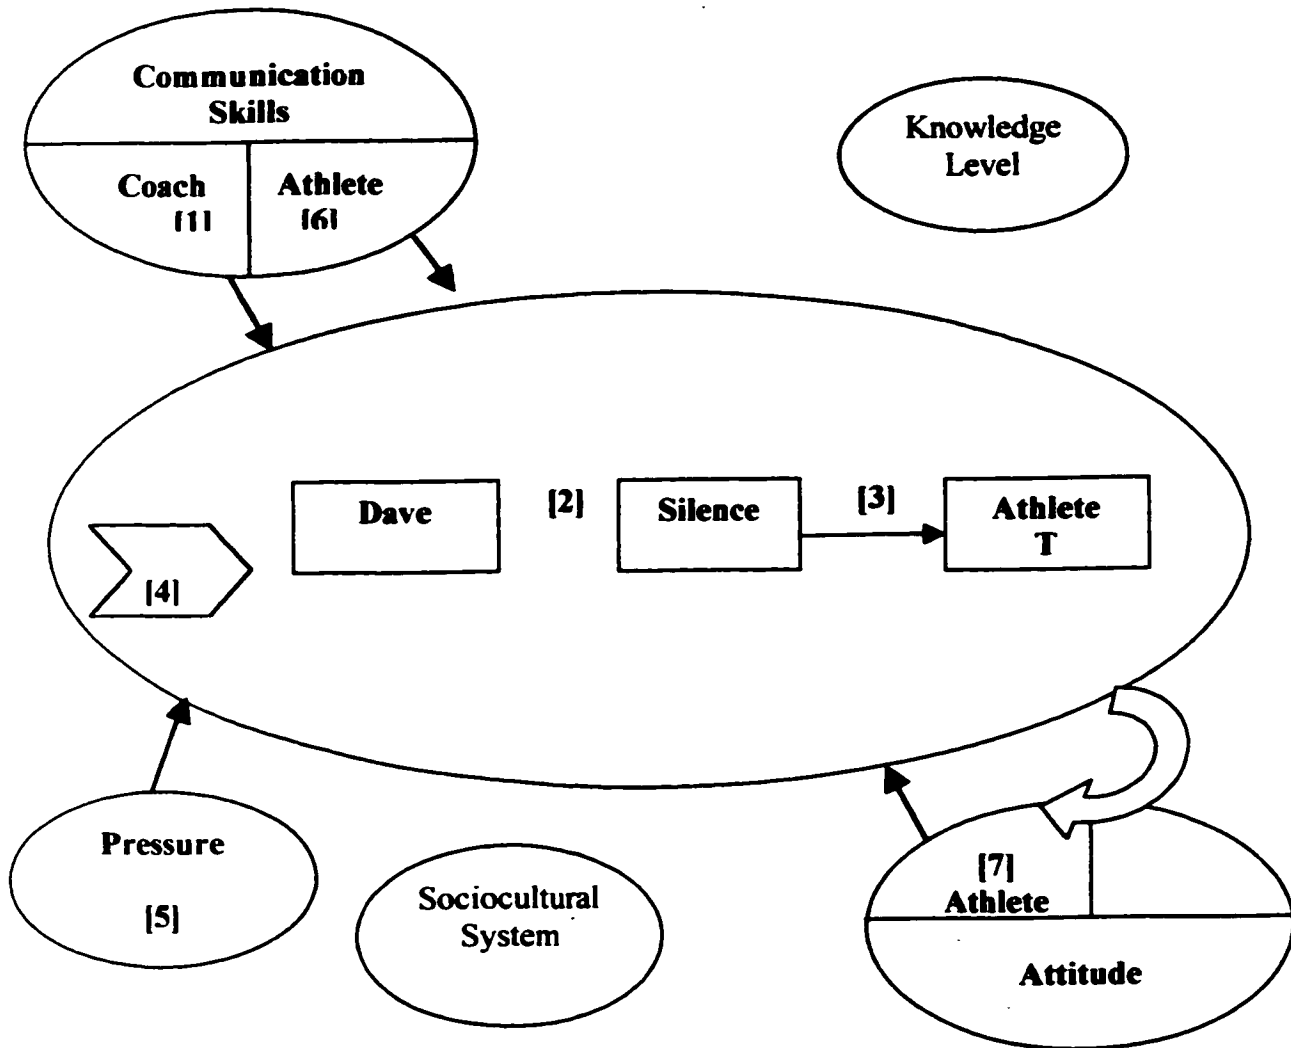 Communication
Skills
Coach
[1]
Athlete
[6]
Knowledge
Level
Dave
[2]
Silence
[3]
Athlete
T
[4]
Pressure
[5]
Sociocultural
System
[7]
Athlete
Attitude